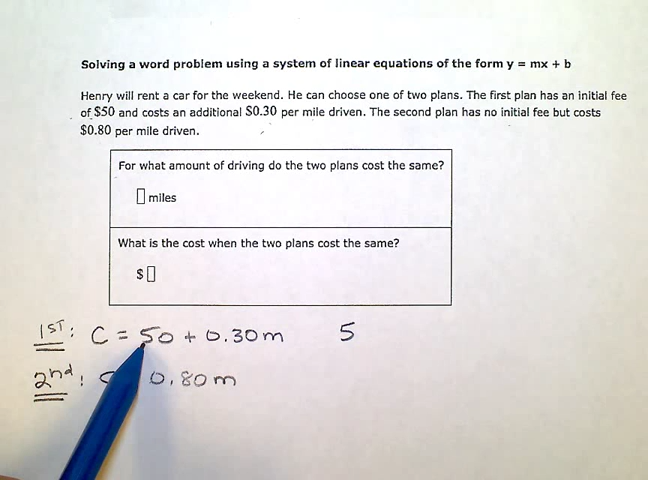 Solving a word problem using a system of linear equations of the form y = mx + b
Henry will rent a car for the weekend. He can choose one of two plans. The first plan has an initial fee
of $50 and costs an additional $0.30 per mile driven. The second plan has no initial fee but costs
$0.80 per mile driven.
For what amount of driving do the two plans cost the same?
miles
What is the cost when the two plans cost the same?
$
1ST: C = 50 + 0.30m 5
2nd: C 0.80m